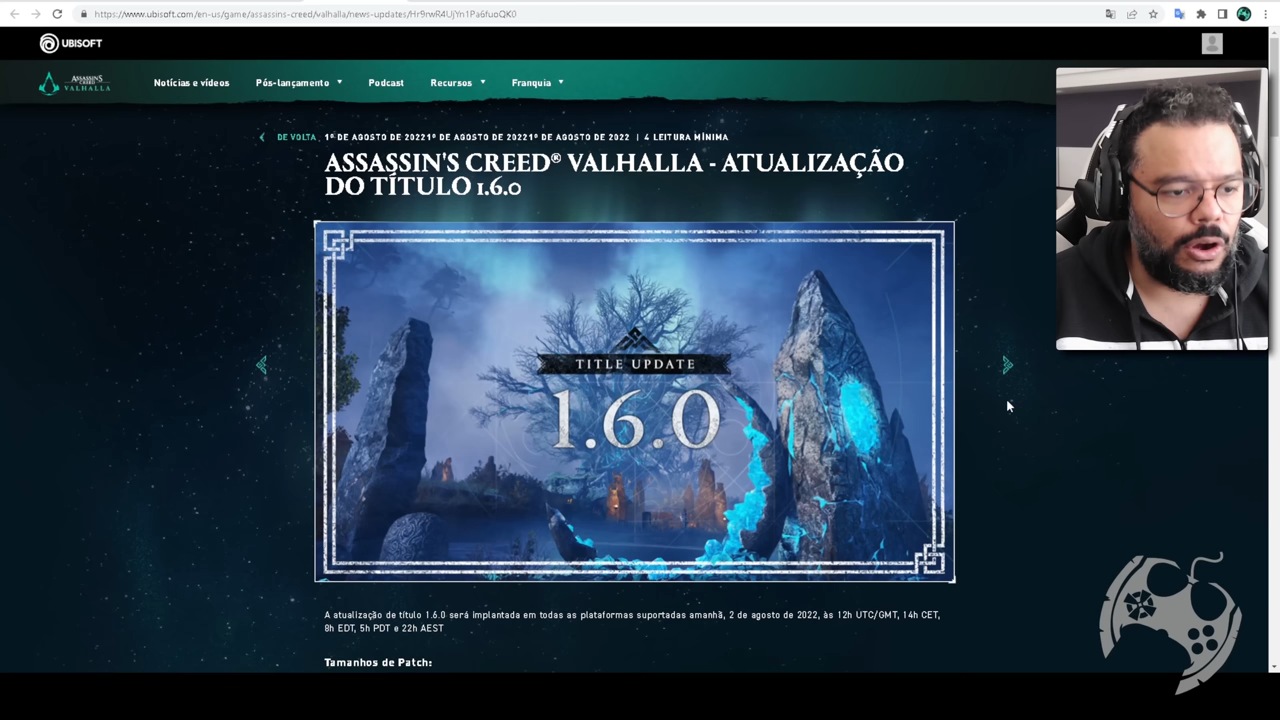 https://www.ubisoft.com/en-us/game/assassins-creed/valhalla/news-updates/Hr9rwR4UjYn1Pa6fuoQK0
UBISOFT
ASSASSIN'S CREED VALHALLA
Notícias e vídeos Pós-lançamento Podcast Recursos Franquia
DE VOLTA 1º DE AGOSTO DE 20221º DE AGOSTO DE 20221º DE AGOSTO DE 2022 | 4 LEITURA MÍNIMA
ASSASSIN'S CREED® VALHALLA - ATUALIZAÇÃO
DO TÍTULO 1.6.0
TITLE UPDATE
1.6.0
A atualização de título 1.6.0 será implantada em todas as plataformas suportadas amanhã, 2 de agosto de 2022, às 12h UTC/GMT, 14h CET,
8h EDT, 5h PDT e 22h AEST
Tamanhos de Patch: